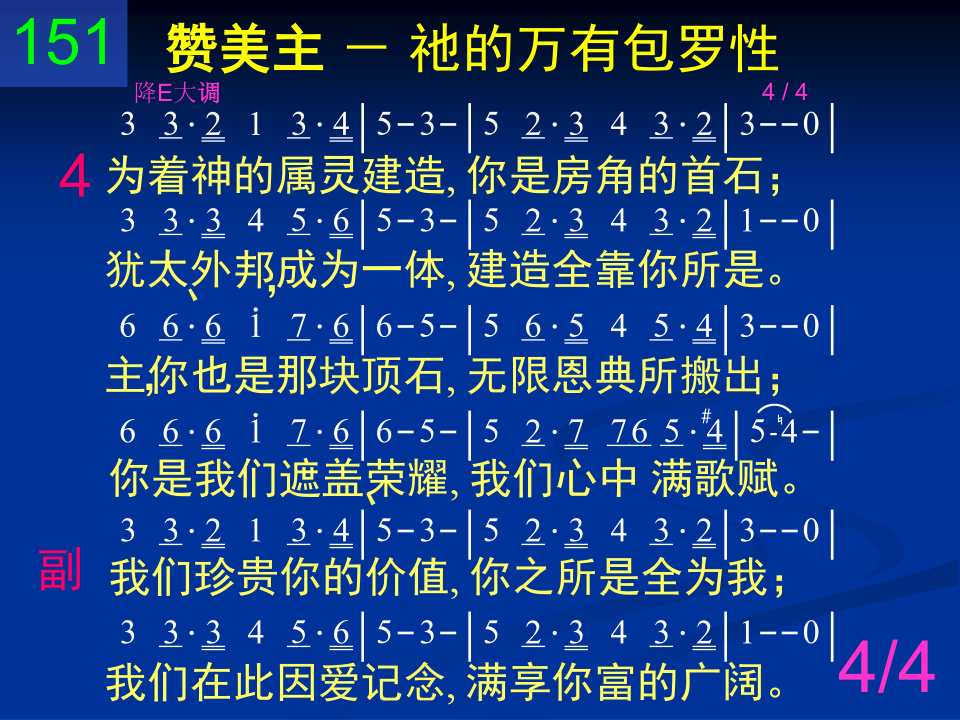 151 赞美主 － 祂的万有包罗性
降E大调 4 / 4
3 3·2 1 3·4|5-3-|5 2·3 4 3·2|3--0|
4 为着神的属灵建造, 你是房角的首石；
3 3·3 4 5·6|5-3-|5 2·3 4 3·2|1--0|
犹太、外邦,成为一体, 建造全靠你所是。
6 6·6 i 7·6|6-5-|5 6·5 4 5·4|3--0|
主,你也是那块顶石, 无限恩典所搬出；
6 6·6 i 7·6|6-5-|5 2·7 76 5·#4|5-♮4-|
你是我们遮盖、荣耀, 我们心中 满歌赋。
3 3·2 1 3·4|5-3-|5 2·3 4 3·2|3--0|
副 我们珍贵你的价值, 你之所是全为我；
3 3·3 4 5·6|5-3-|5 2·3 4 3·2|1--0|
我们在此因爱记念, 满享你富的广阔。
4/4